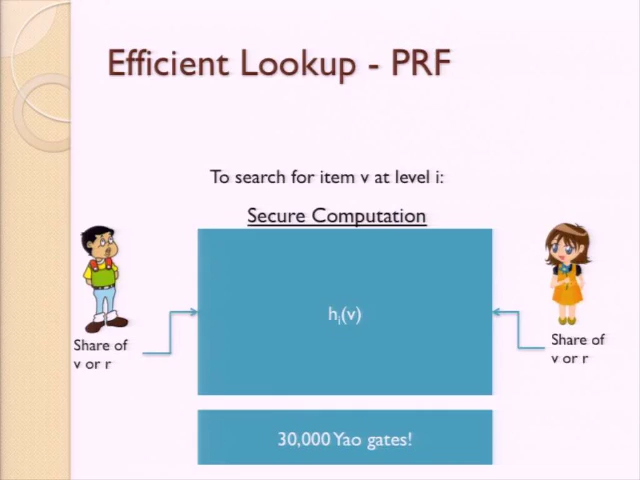 Efficient Lookup - PRF
To search for item v at level i:
Secure Computation
hᵢ(v)
Share of
v or r
Share of
v or r
30,000 Yao gates!